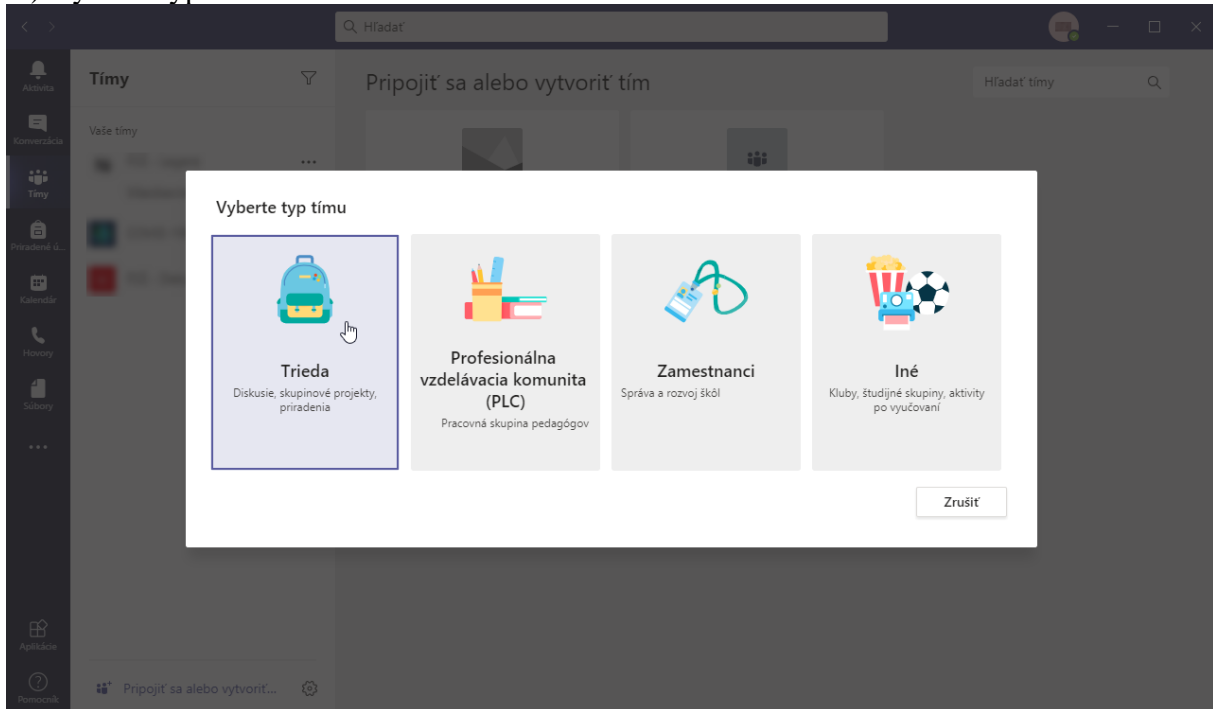 Hľadať
Aktivita
Konverzácia
Tímy
Priradené ú...
Kalendár
Hovory
Súbory
Aplikácie
Pomocník
Tímy
Vaše tímy
Pripojiť sa alebo vytvoriť...
Pripojiť sa alebo vytvoriť tím
Hľadať tímy
Vyberte typ tímu
Trieda
Diskusie, skupinové projekty,
priradenia
Profesionálna
vzdelávacia komunita
(PLC)
Pracovná skupina pedagógov
Zamestnanci
Správa a rozvoj škôl
Iné
Kluby, študijné skupiny, aktivity
po vyučovaní
Zrušiť